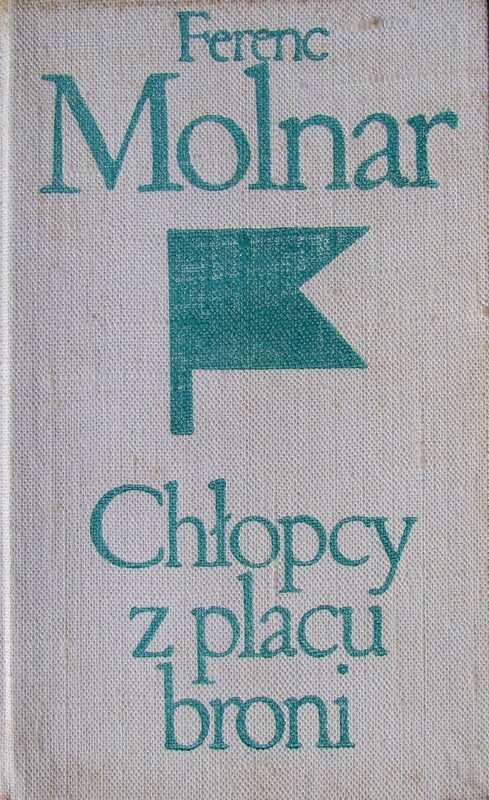 Ferenc
Molnar
Chłopcy
z placu
broni